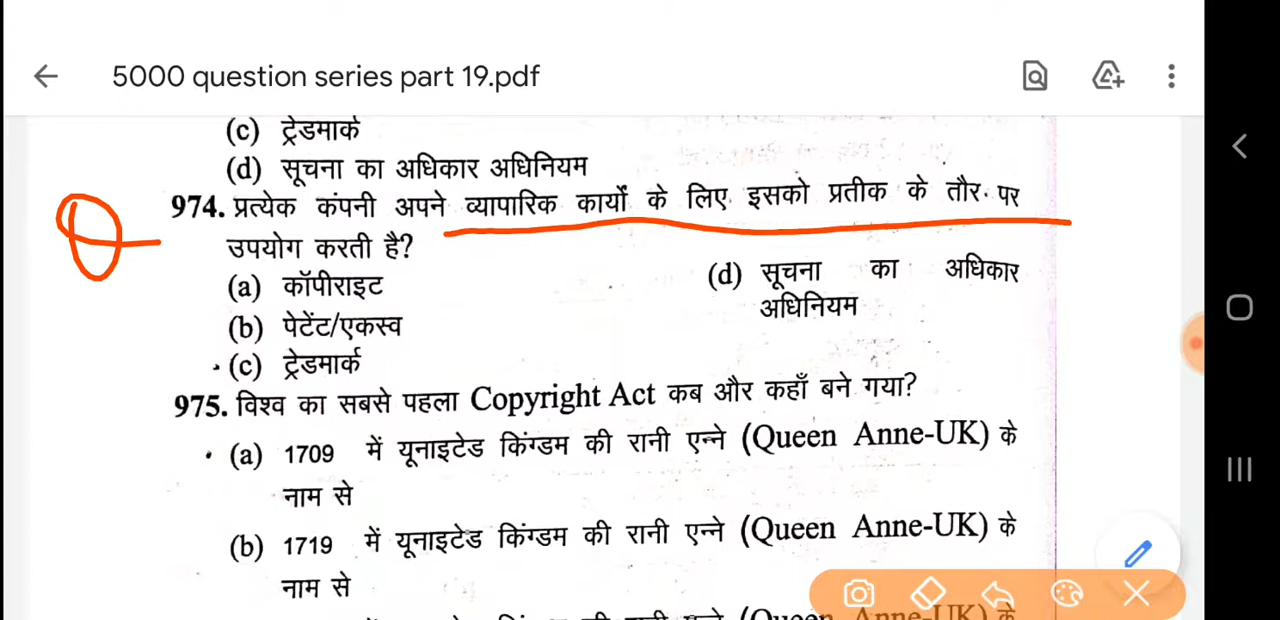 5000 question series part 19.pdf
(c) ट्रेडमार्क
(d) सूचना का अधिकार अधिनियम
974. प्रत्येक कंपनी अपने व्यापारिक कार्यों के लिए इसको प्रतीक के तौर पर
उपयोग करती है?
(a) कॉपीराइट
(b) पेटेंट/एकस्व
(c) ट्रेडमार्क
(d) सूचना का अधिकार
अधिनियम
975. विश्व का सबसे पहला Copyright Act कब और कहाँ बने गया?
(a) 1709 में यूनाइटेड किंग्डम की रानी एन्ने (Queen Anne-UK) के
नाम से
(b) 1719 में यूनाइटेड किंग्डम की रानी एन्ने (Queen Anne-UK) के
नाम से